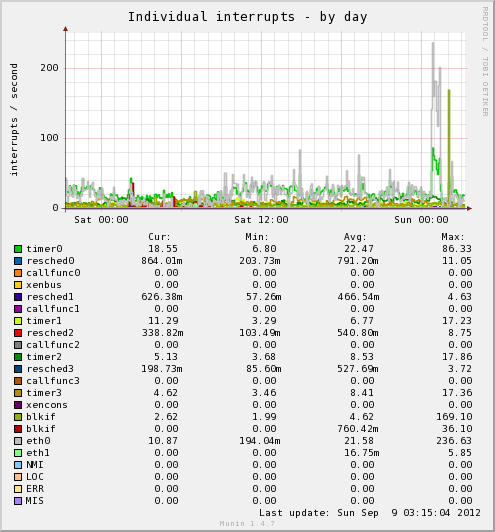 Individual interrupts - by day
RRDTOOL / TOBI OETIKER
interrupts / second
200
100
0
Sat 00:00 Sat 12:00 Sun 00:00
Cur: Min: Avg: Max:
timer0 18.55 6.80 22.47 86.33
resched0 864.01m 203.73m 791.20m 11.05
callfunc0 0.00 0.00 0.00 0.00
xenbus 0.00 0.00 0.00 0.00
resched1 626.38m 57.26m 466.54m 4.63
callfunc1 0.00 0.00 0.00 0.00
timer1 11.29 3.29 6.77 17.23
resched2 338.82m 103.49m 540.80m 8.75
callfunc2 0.00 0.00 0.00 0.00
timer2 5.13 3.68 8.53 17.86
resched3 198.73m 85.60m 527.69m 3.72
callfunc3 0.00 0.00 0.00 0.00
timer3 4.62 3.46 8.41 17.36
xencons 0.00 0.00 0.00 0.00
blkif 2.62 1.99 4.62 169.10
blkif 0.00 0.00 760.42m 36.10
eth0 10.87 194.04m 21.58 236.63
eth1 0.00 0.00 16.75m 5.85
NMI 0.00 0.00 0.00 0.00
LOC 0.00 0.00 0.00 0.00
ERR 0.00 0.00 0.00 0.00
MIS 0.00 0.00 0.00 0.00
Last update: Sun Sep 9 03:15:04 2012
Munin 1.4.7